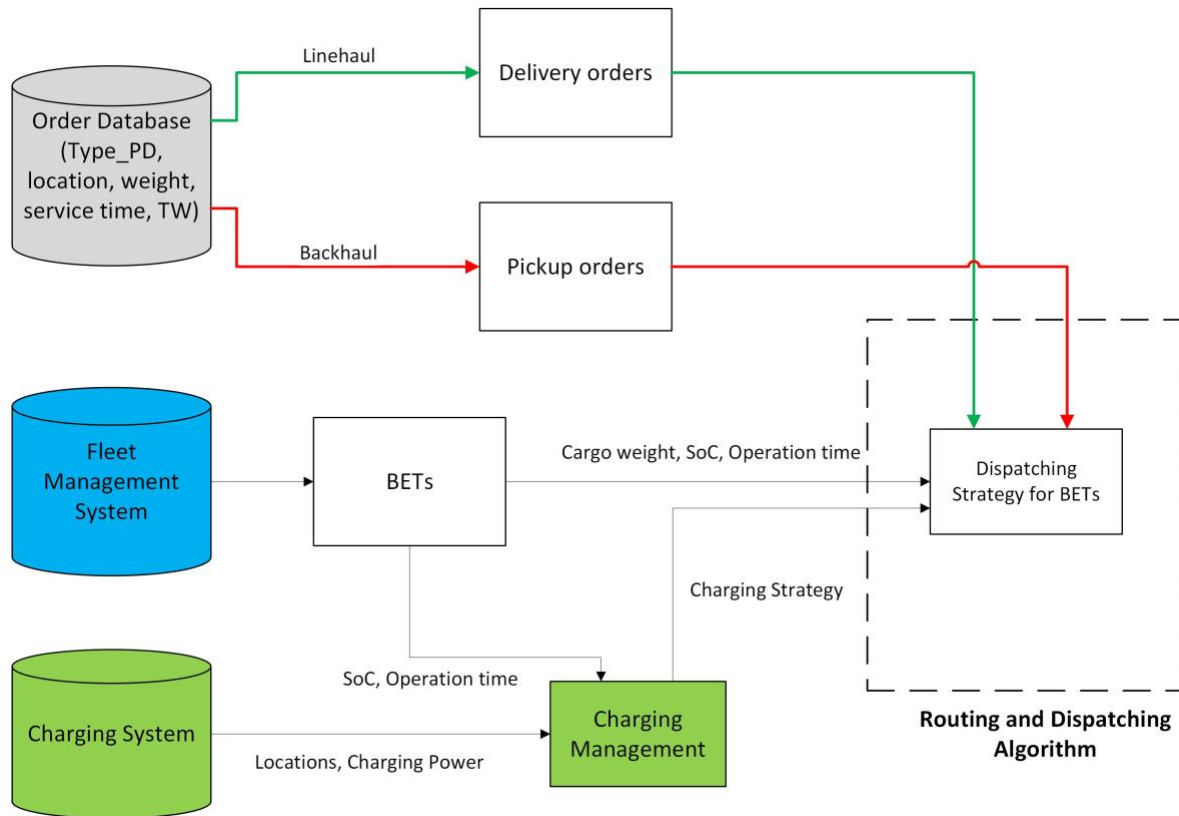 Linehaul
Delivery orders
Order Database
(Type_PD,
location, weight,
service time, TW)
Backhaul
Pickup orders
Fleet
Management
System
BETs
Cargo weight, SoC, Operation time
Dispatching
Strategy for BETs
Charging Strategy
SoC, Operation time
Charging System
Locations, Charging Power
Charging
Management
Routing and Dispatching
Algorithm